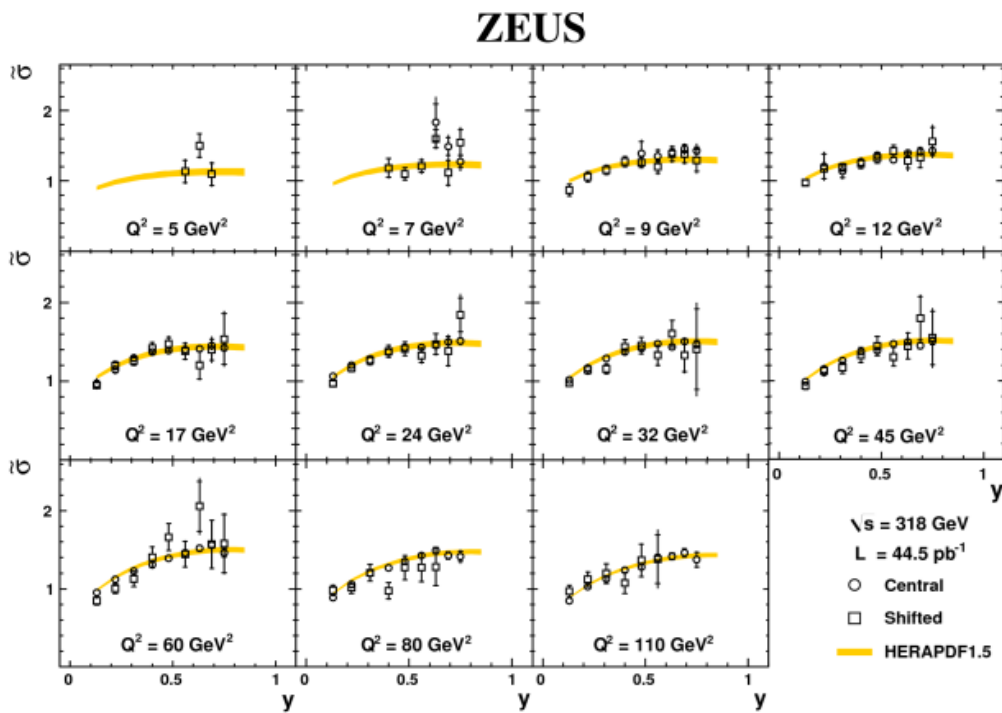 ZEUS
σ̃
2
1
Q² = 5 GeV²
Q² = 7 GeV²
Q² = 9 GeV²
Q² = 12 GeV²
σ̃
2
1
Q² = 17 GeV²
Q² = 24 GeV²
Q² = 32 GeV²
Q² = 45 GeV²
0 0.5 1
y
σ̃
2
1
Q² = 60 GeV²
Q² = 80 GeV²
Q² = 110 GeV²
0 0.5 1
y
0 0.5 1
y
0 0.5 1
y
√s = 318 GeV
L = 44.5 pb⁻¹
Central
Shifted
HERAPDF1.5